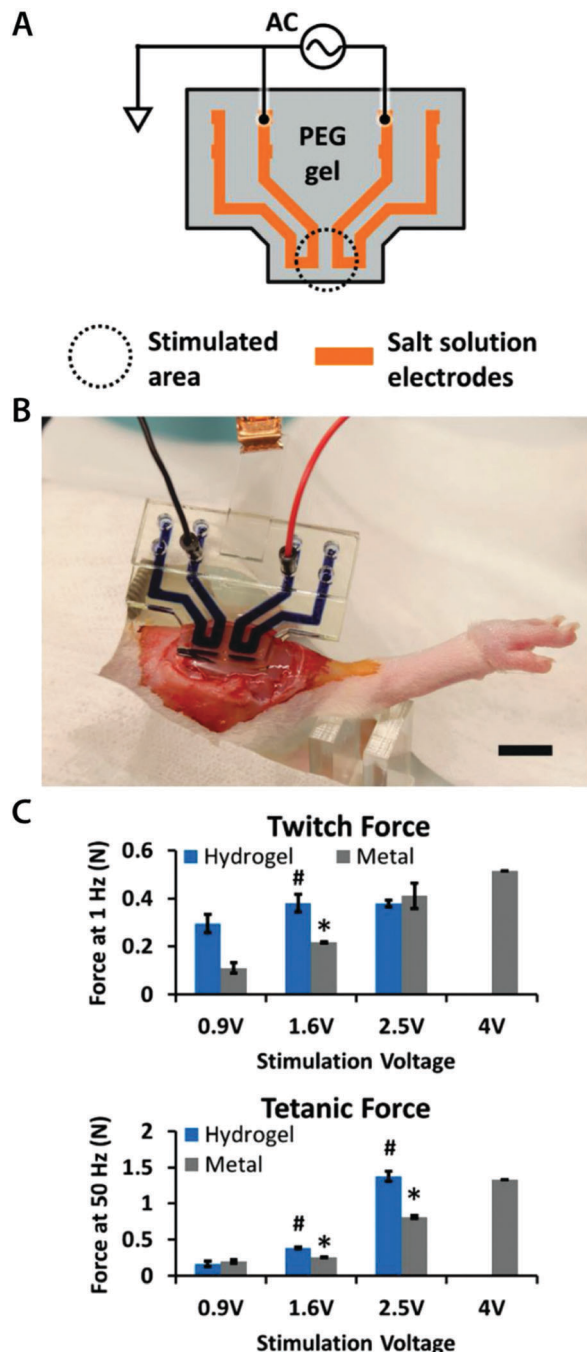 A
AC
PEG
gel
Stimulated
area
Salt solution
electrodes
B
C
Twitch Force
Hydrogel
Metal
Force at 1 Hz (N)
0.6
0.4
0.2
0
#
*
0.9V
1.6V
2.5V
4V
Stimulation Voltage
Tetanic Force
Hydrogel
Metal
Force at 50 Hz (N)
2
1.5
1
0.5
0
#
*
#
*
0.9V
1.6V
2.5V
4V
Stimulation Voltage